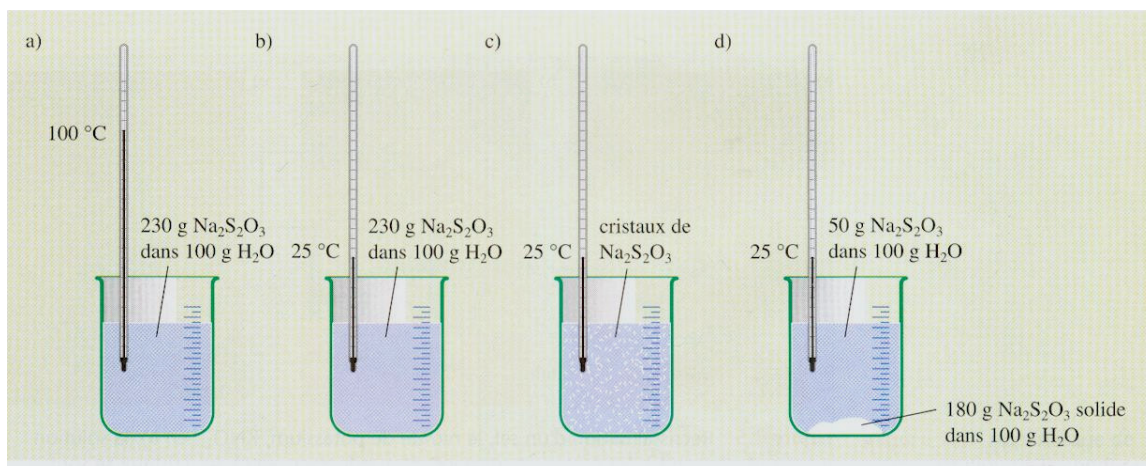 a)
100 °C
230 g Na₂S₂O₃
dans 100 g H₂O
b)
25 °C
230 g Na₂S₂O₃
dans 100 g H₂O
c)
25 °C
cristaux de
Na₂S₂O₃
d)
25 °C
50 g Na₂S₂O₃
dans 100 g H₂O
180 g Na₂S₂O₃ solide
dans 100 g H₂O